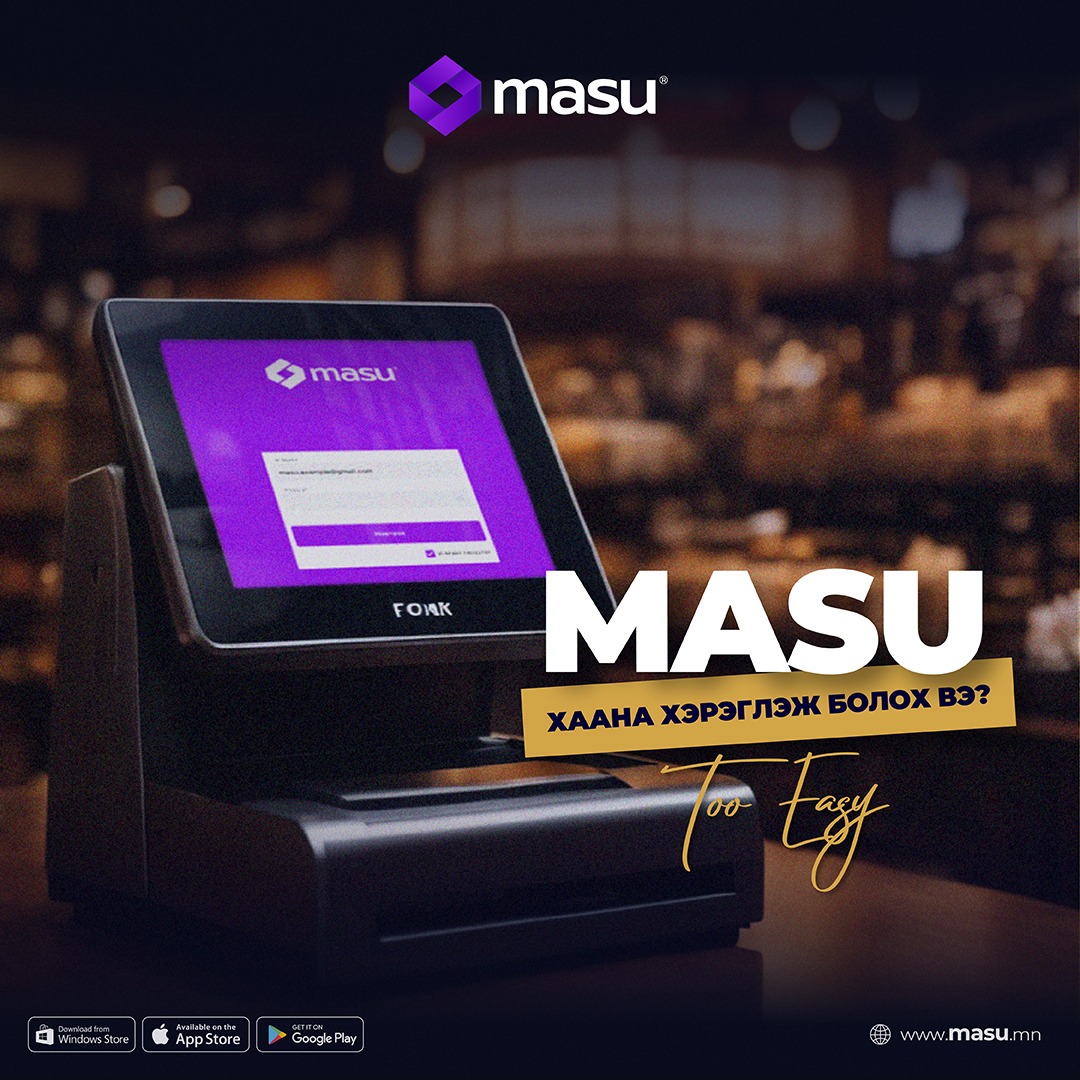 masu®
masu
masu.example@gmail.com
MASU
ХААНА ХЭРЭГЛЭЖ БОЛОХ ВЭ?
Too Easy
Download from
Windows Store
Available on the
App Store
GET IT ON
Google Play
www.masu.mn